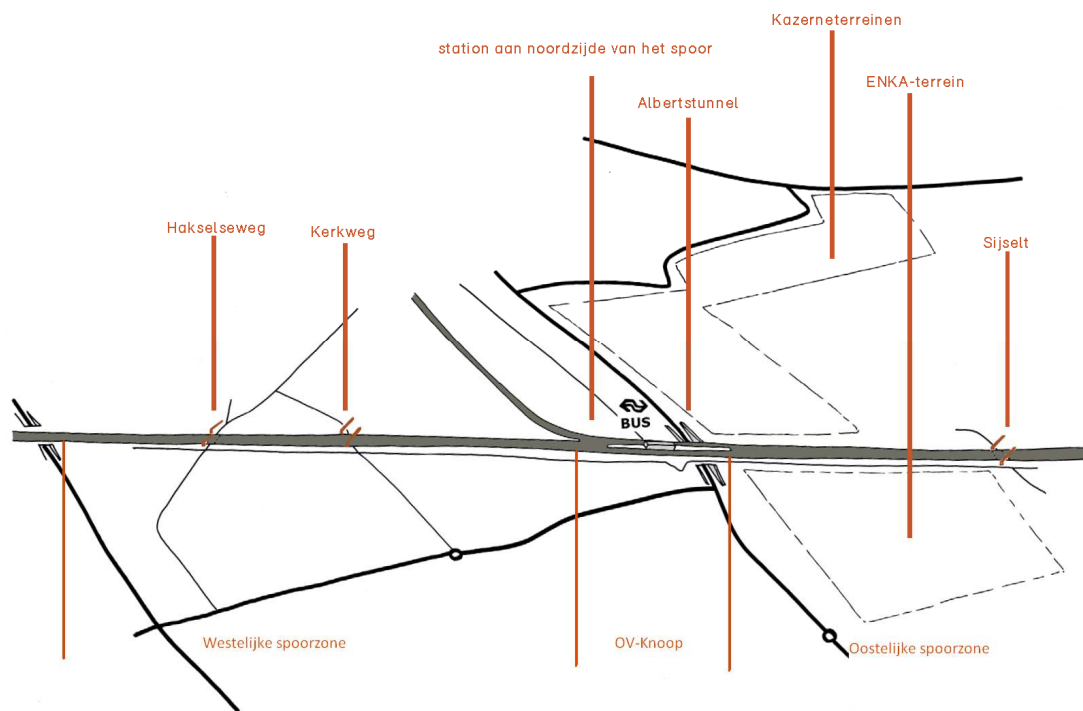 Kazerneterreinen
station aan noordzijde van het spoor
ENKA-terrein
Albertstunnel
Hakselseweg
Kerkweg
Sijselt
BUS
Westelijke spoorzone
OV-Knoop
Oostelijke spoorzone